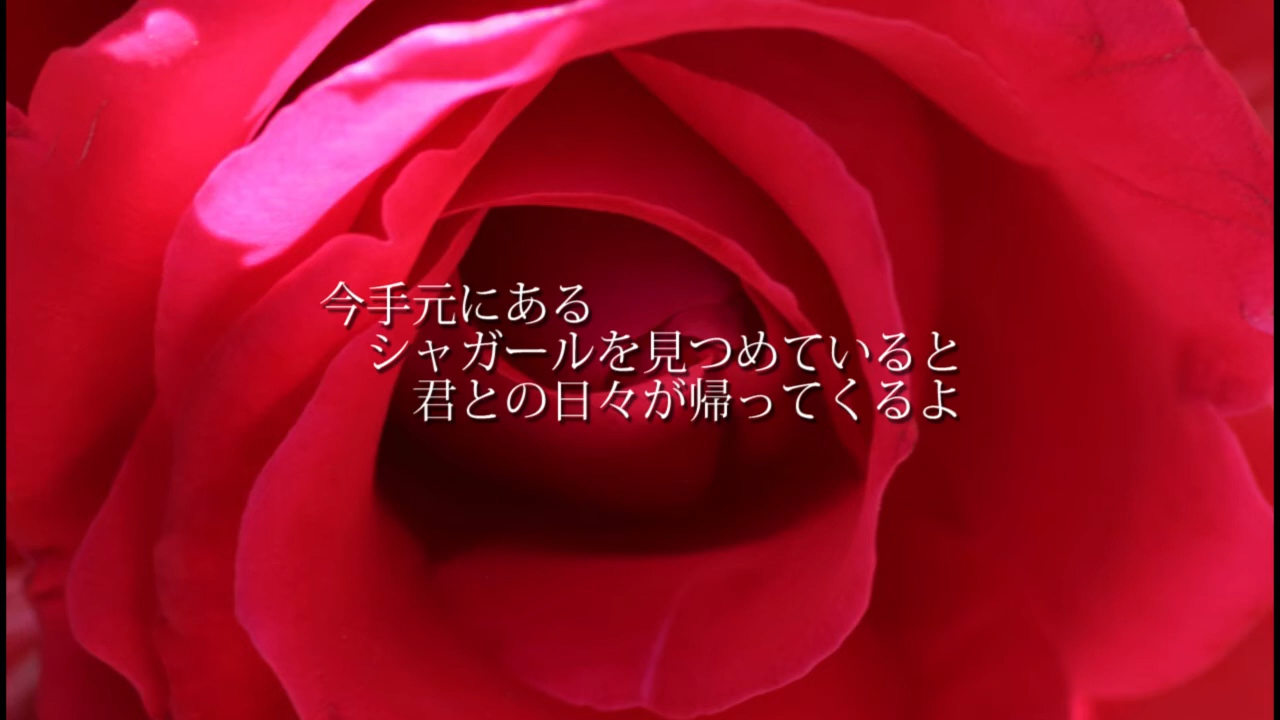 今手元にある
シャガールを見つめていると
君との日々が帰ってくるよ